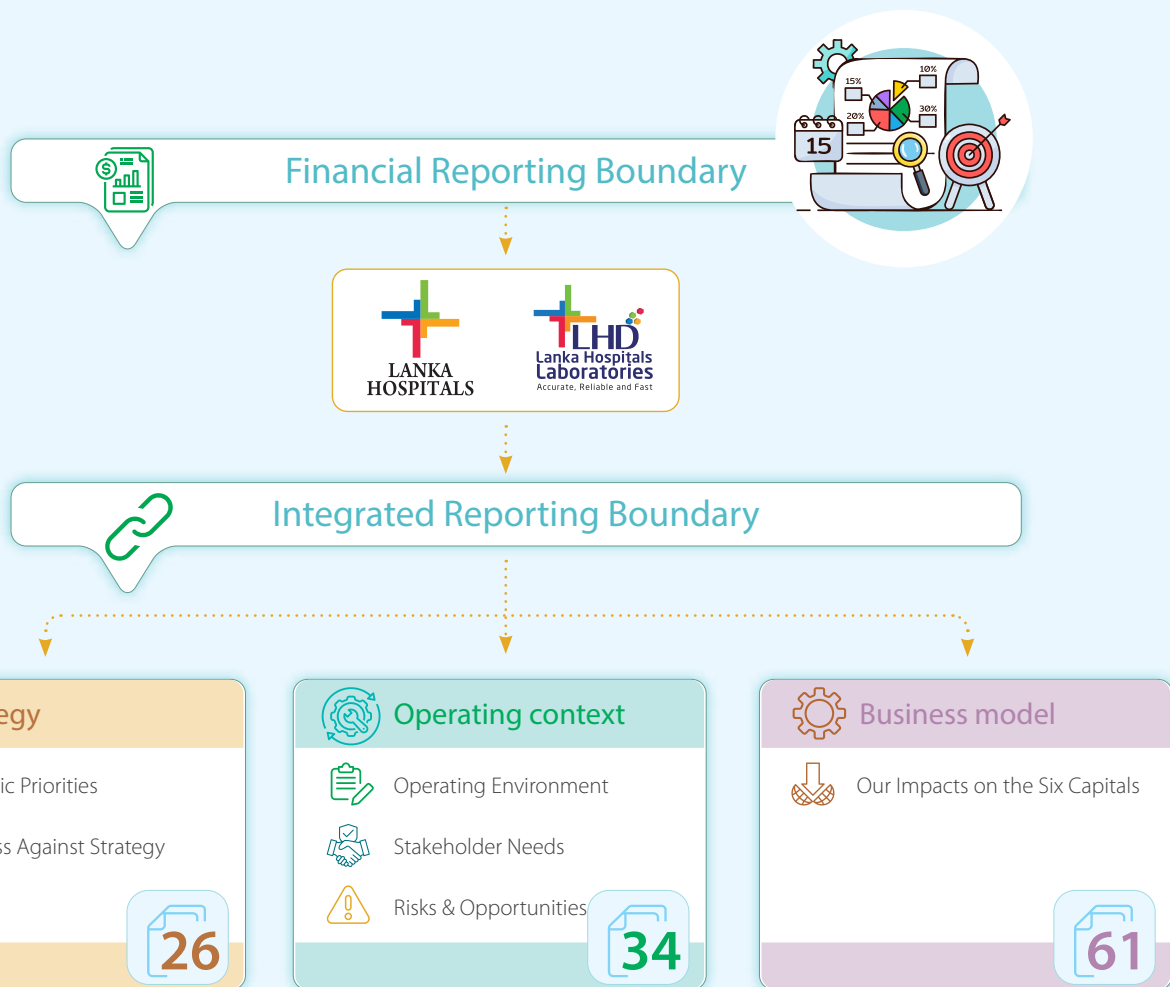 15%
10%
20%
30%
15
Financial Reporting Boundary
LANKA
HOSPITALS
LHD
Lanka Hospitals
Laboratories
Accurate, Reliable and Fast
Integrated Reporting Boundary
egy
ic Priorities
ss Against Strategy
26
Operating context
Operating Environment
Stakeholder Needs
Risks & Opportunities
34
Business model
Our Impacts on the Six Capitals
61